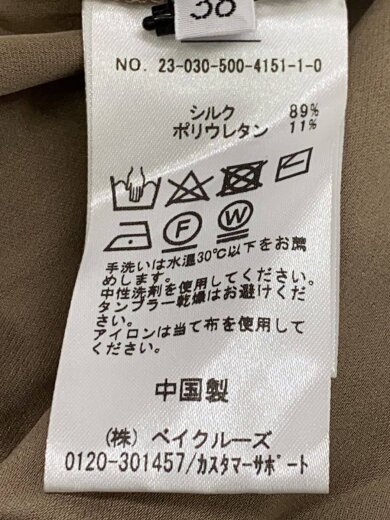 38
NO. 23-030-500-4151-1-0
シルク 89%
ポリウレタン 11%
F W
手洗いは水温30℃以下をお薦
めします。
中性洗剤を使用してください。
タンブラー乾燥はお避けくだ
さい。
アイロンは当て布を使用して
ください。
中国製
(株) ベイクルーズ
0120-301457/カスタマーサポート